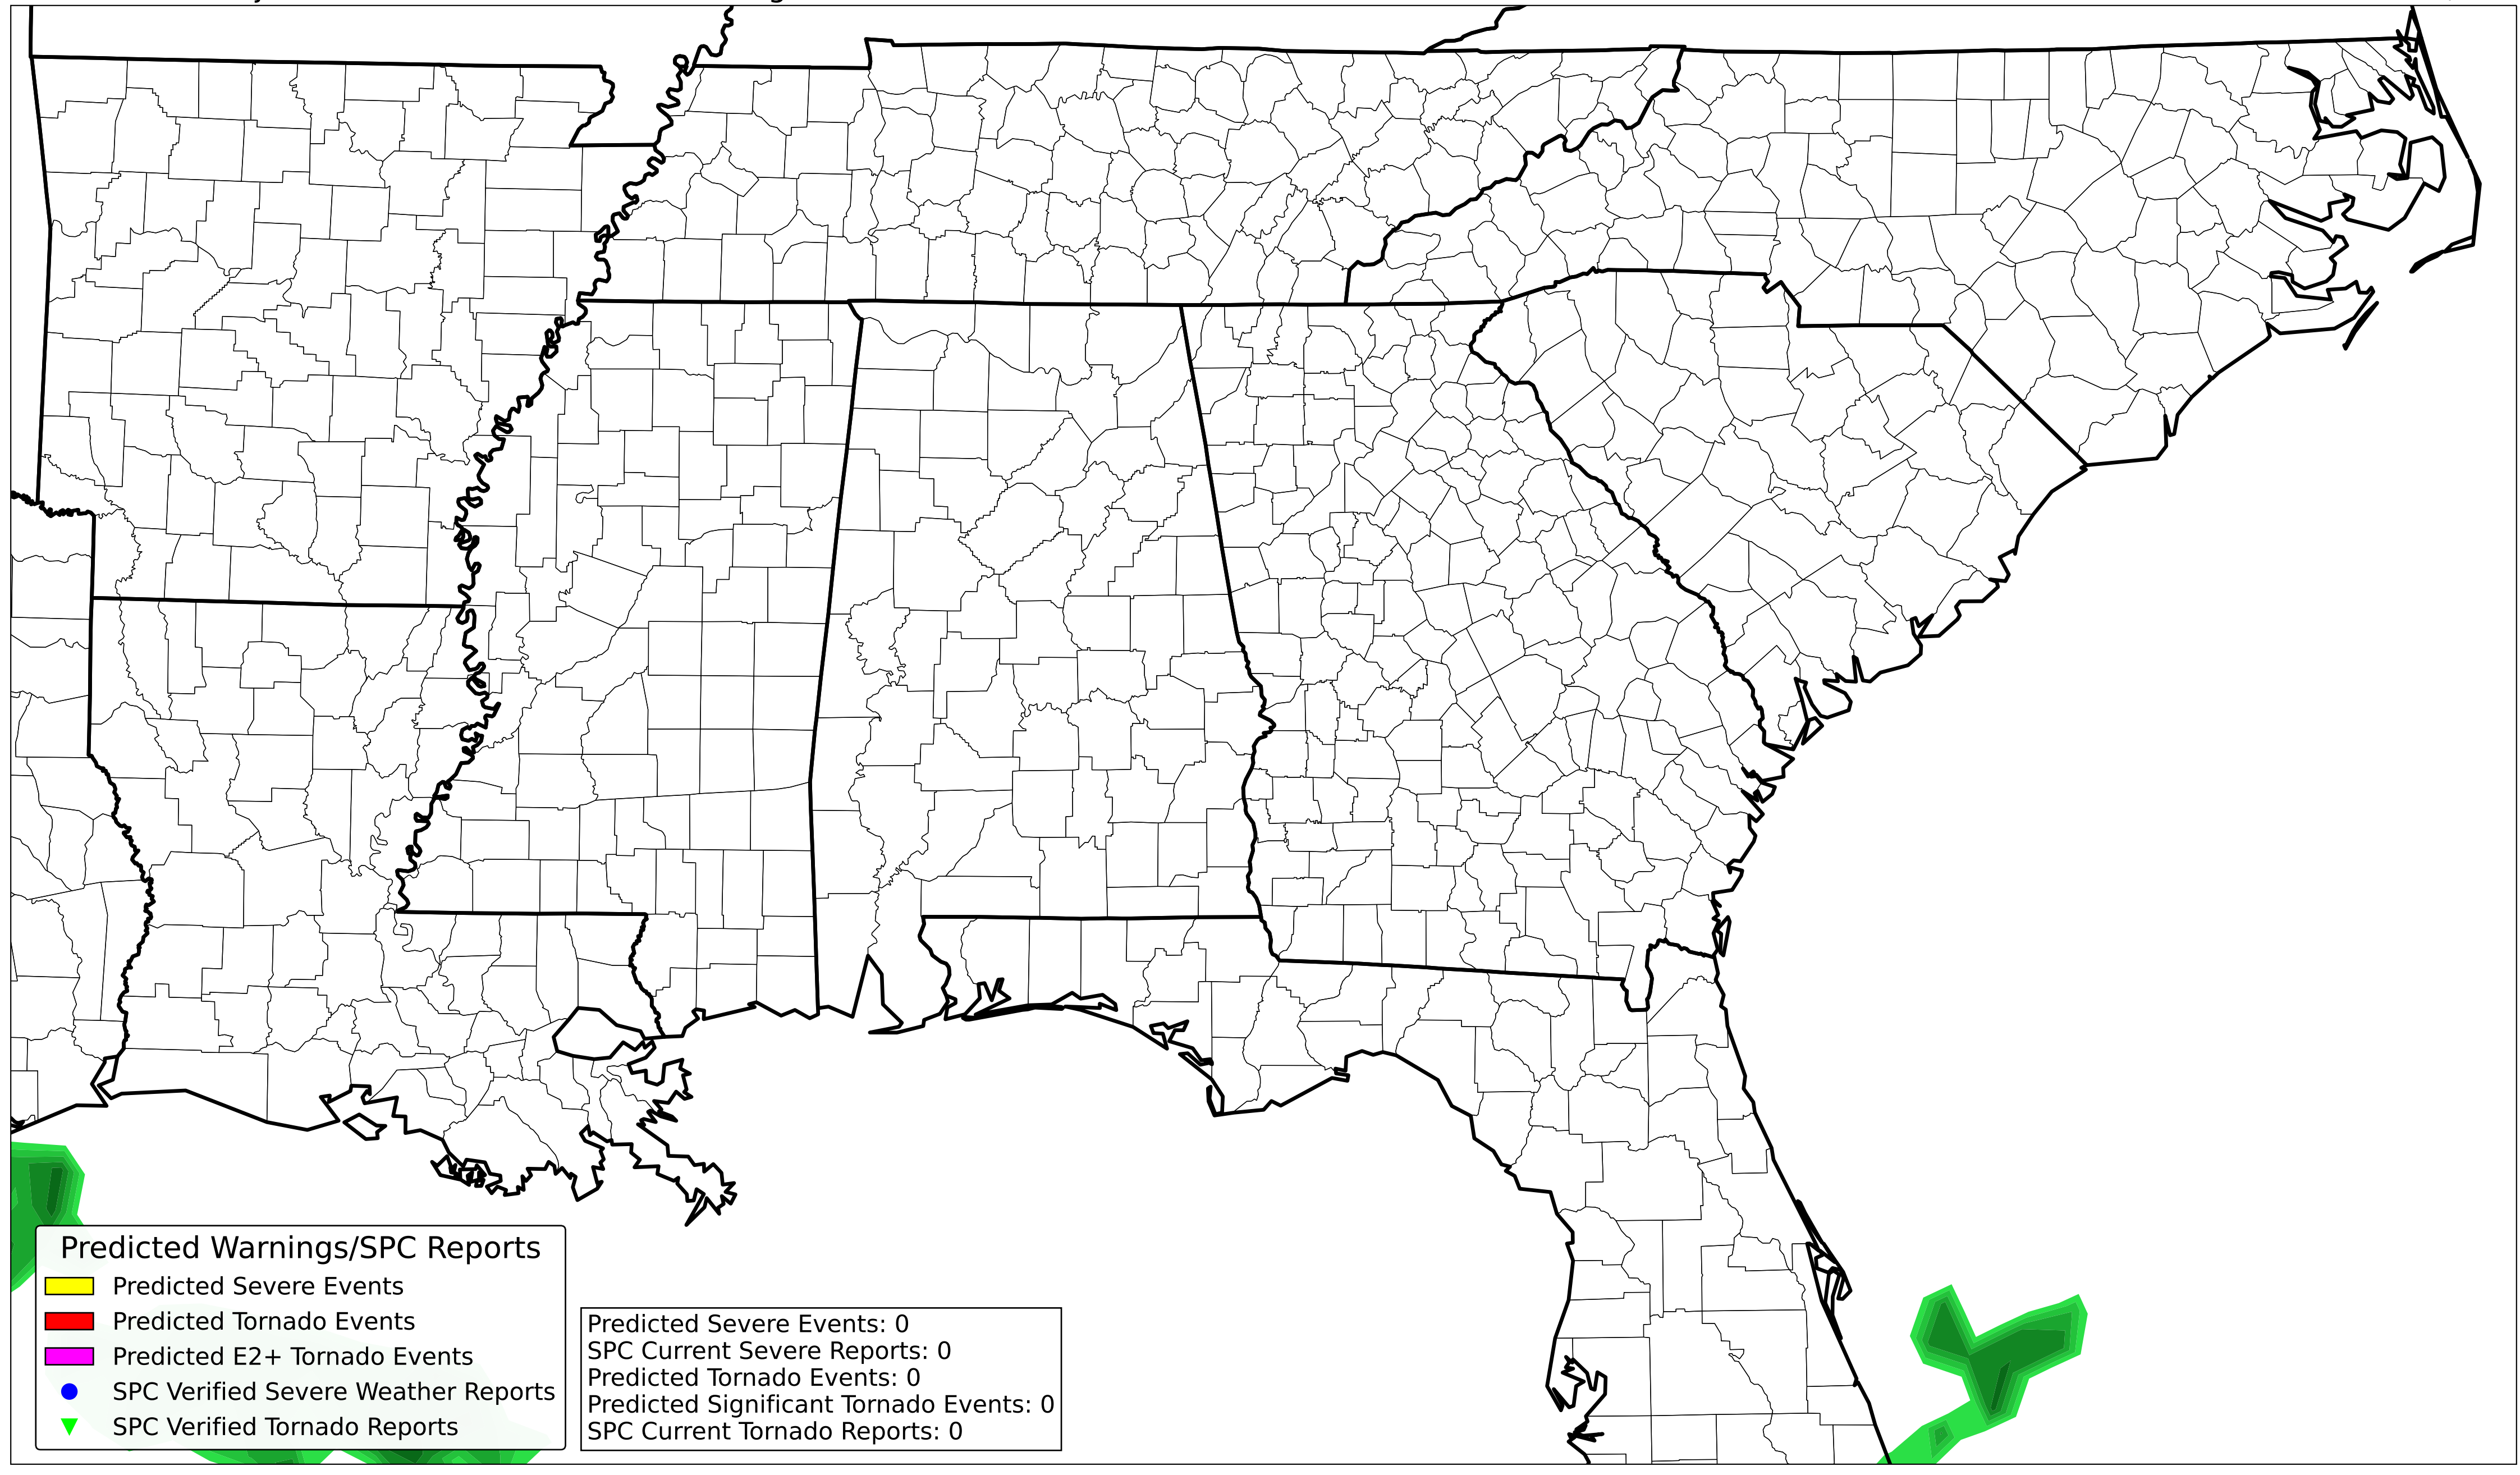 Predicted Warnings/SPC Reports
Predicted Severe Events
Predicted Tornado Events
Predicted E2+ Tornado Events
SPC Verified Severe Weather Reports
SPC Verified Tornado Reports
Predicted Severe Events: 0
SPC Current Severe Reports: 0
Predicted Tornado Events: 0
Predicted Significant Tornado Events: 0
SPC Current Tornado Reports: 0